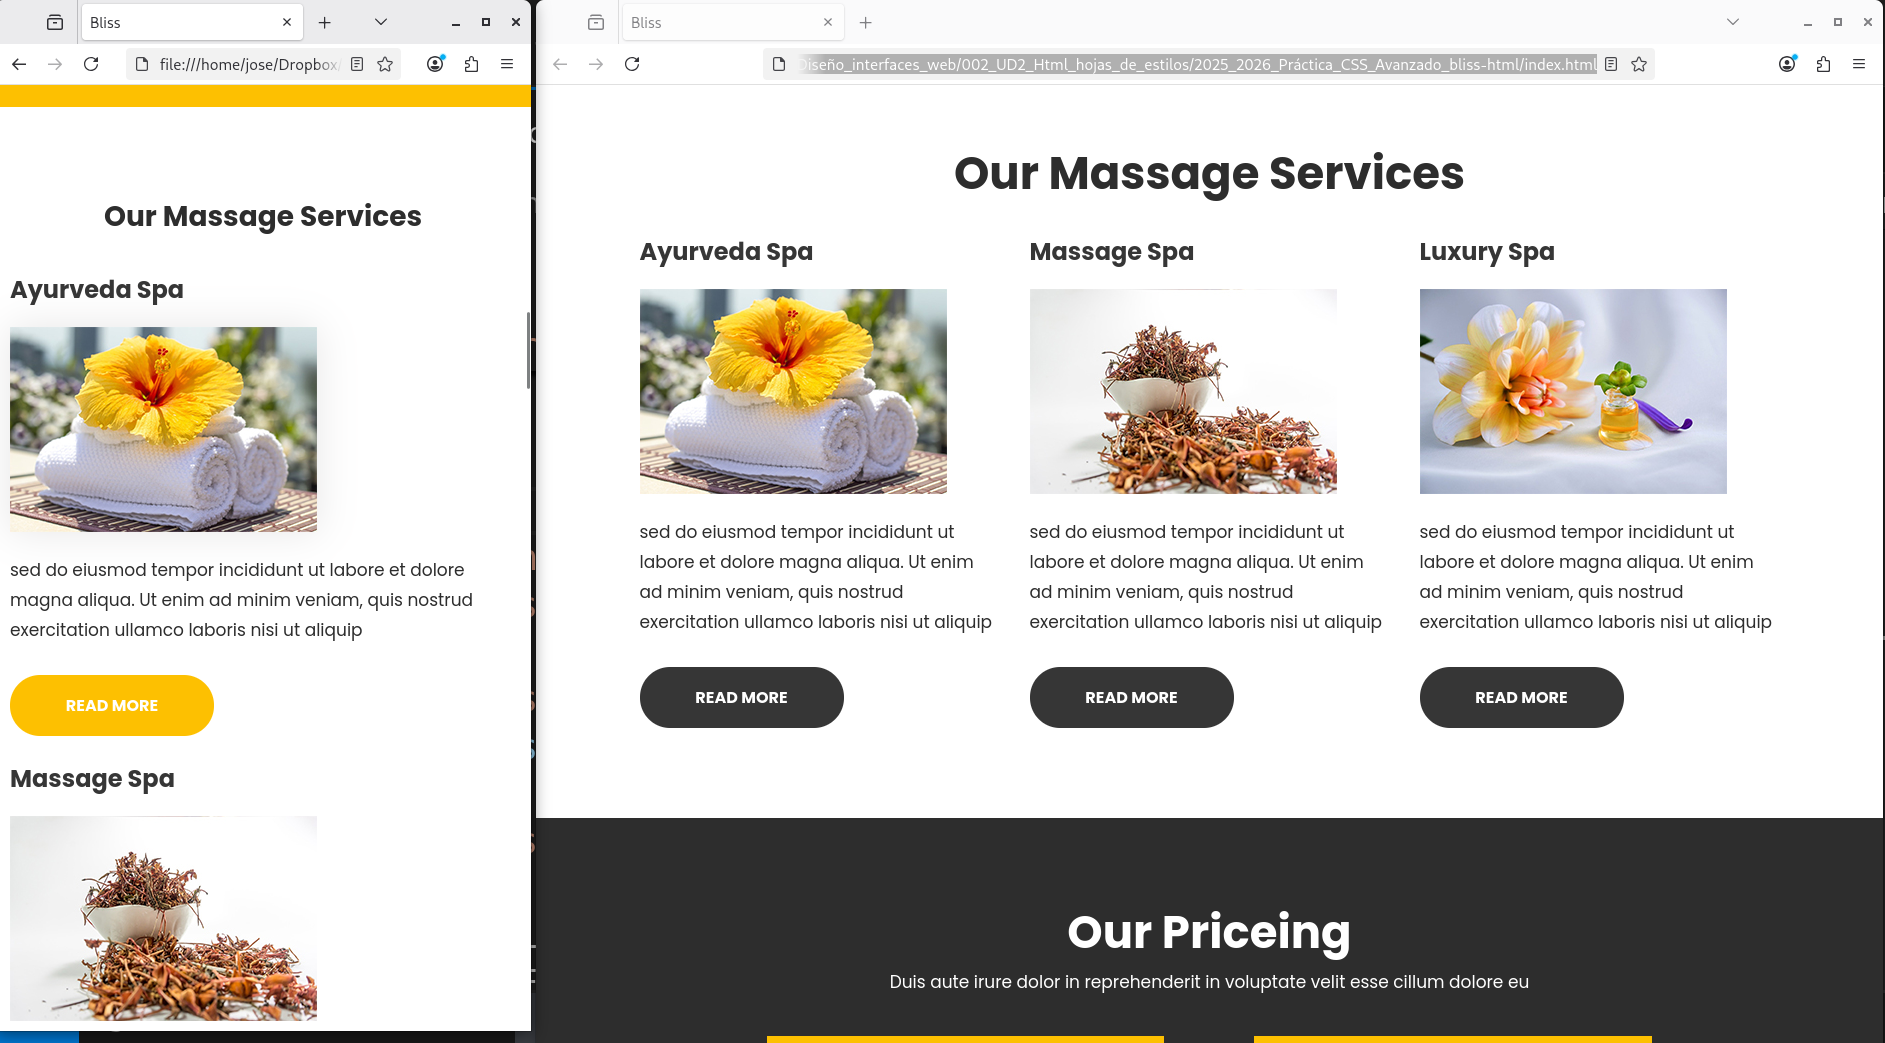 Bliss
file:///home/jose/Dropbox/
Our Massage Services
Ayurveda Spa
sed do eiusmod tempor incididunt ut labore et dolore
magna aliqua. Ut enim ad minim veniam, quis nostrud
exercitation ullamco laboris nisi ut aliquip
READ MORE
Massage Spa
Bliss
Diseño_interfaces_web/002_UD2_Html_hojas_de_estilos/2025_2026_Práctica_CSS_Avanzado_bliss-html/index.html
Our Massage Services
Ayurveda Spa
sed do eiusmod tempor incididunt ut
labore et dolore magna aliqua. Ut enim
ad minim veniam, quis nostrud
exercitation ullamco laboris nisi ut aliquip
READ MORE
Massage Spa
sed do eiusmod tempor incididunt ut
labore et dolore magna aliqua. Ut enim
ad minim veniam, quis nostrud
exercitation ullamco laboris nisi ut aliquip
READ MORE
Luxury Spa
sed do eiusmod tempor incididunt ut
labore et dolore magna aliqua. Ut enim
ad minim veniam, quis nostrud
exercitation ullamco laboris nisi ut aliquip
READ MORE
Our Priceing
Duis aute irure dolor in reprehenderit in voluptate velit esse cillum dolore eu